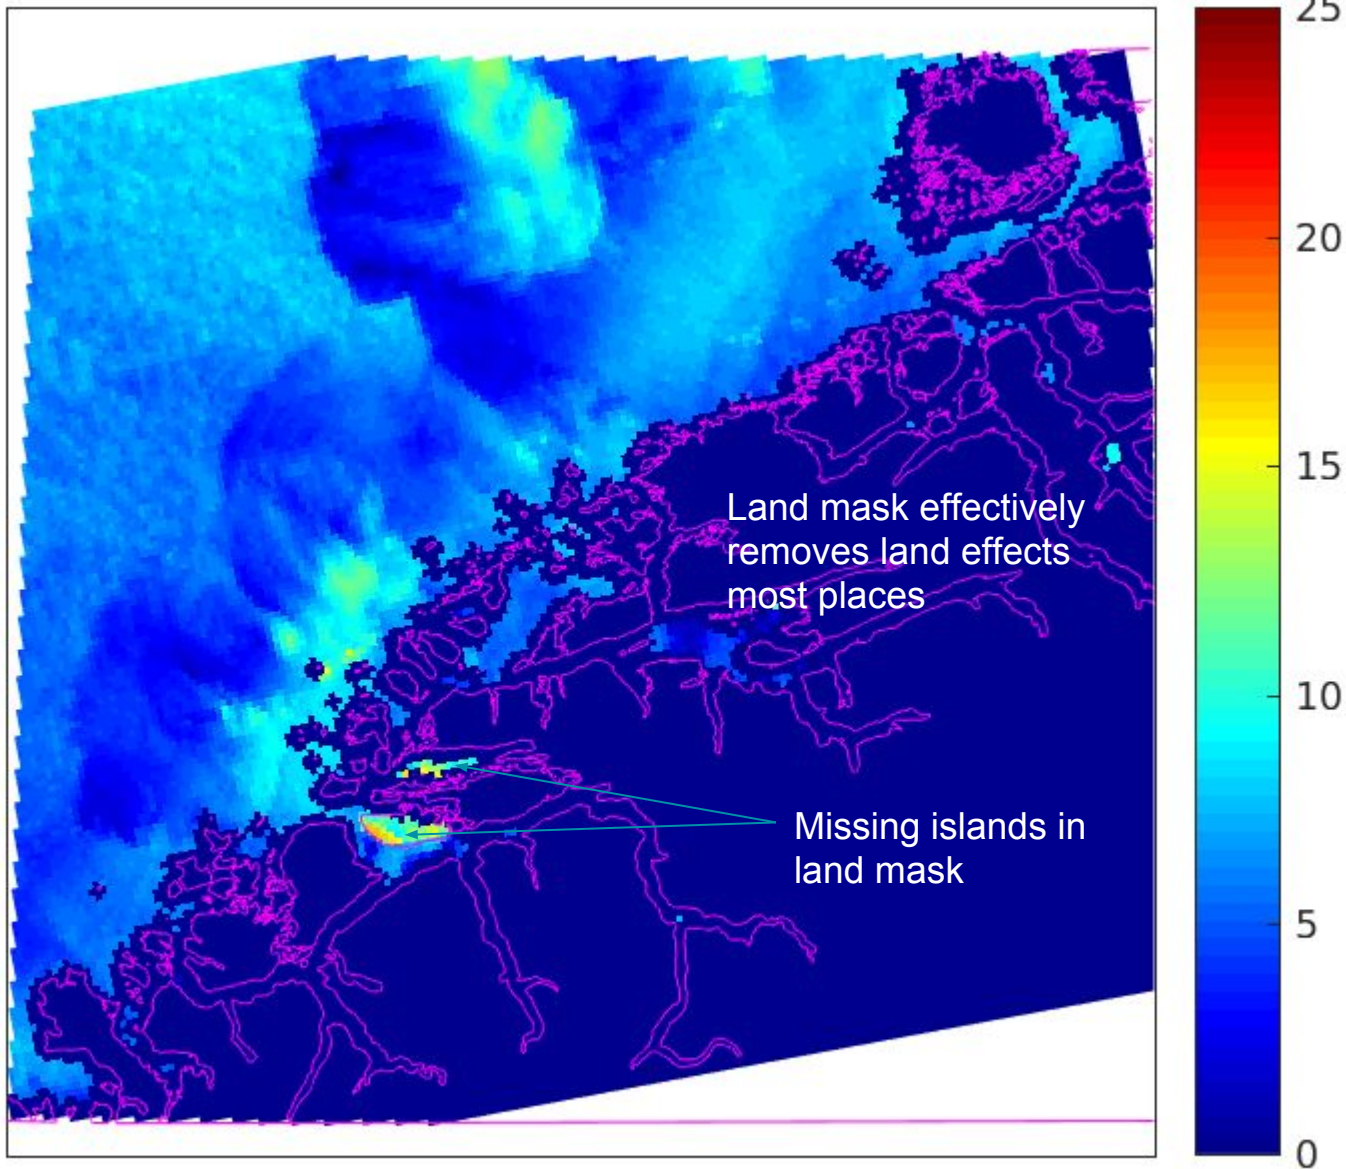 25
20
Land mask effectively
removes land effects
most places
15
10
Missing islands in
land mask
5
0